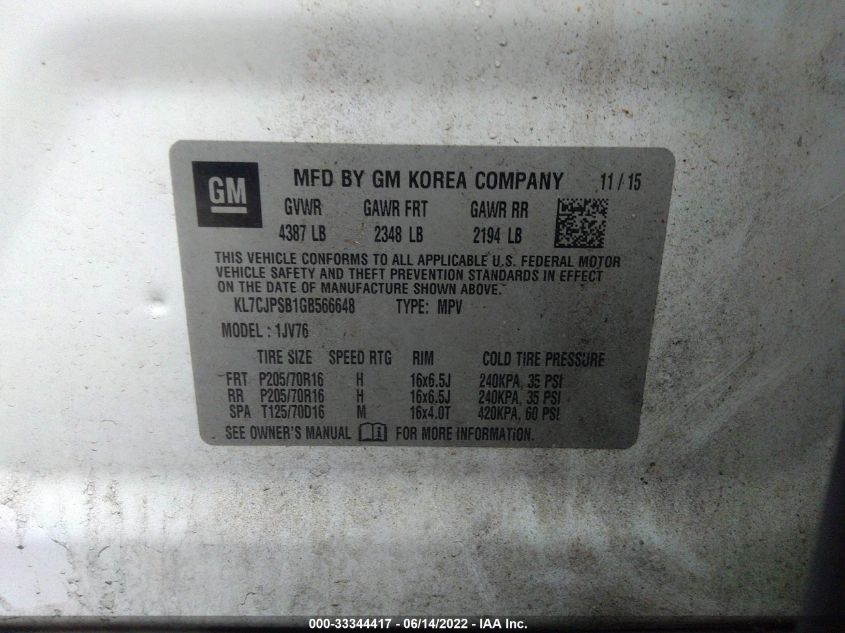 GM MFD BY GM KOREA COMPANY 11/15
GVWR GAWR FRT GAWR RR
4387 LB 2348 LB 2194 LB
THIS VEHICLE CONFORMS TO ALL APPLICABLE U.S. FEDERAL MOTOR
VEHICLE SAFETY AND THEFT PREVENTION STANDARDS IN EFFECT
ON THE DATE OF MANUFACTURE SHOWN ABOVE.
KL7CJPSB1GB566648 TYPE: MPV
MODEL: 1JV76
TIRE SIZE SPEED RTG RIM COLD TIRE PRESSURE
FRT P205/70R16 H 16x6.5J 240KPA, 35 PSI
RR P205/70R16 H 16x6.5J 240KPA, 35 PSI
SPA T125/70D16 M 16x4.0T 420KPA, 60 PSI
SEE OWNER'S MANUAL FOR MORE INFORMATION.
000-33344417 - 06/14/2022 - IAA Inc.